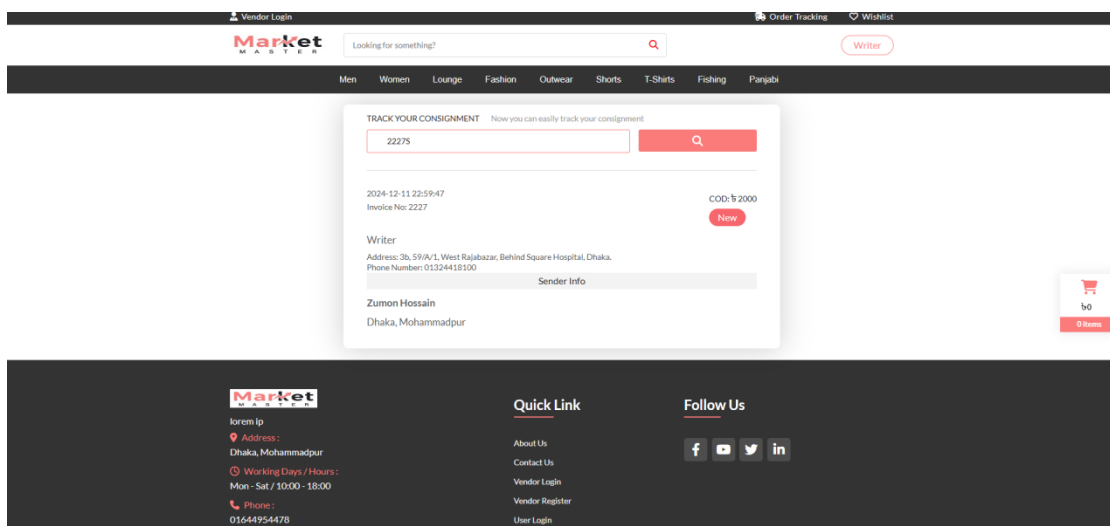 Vendor Login
Order Tracking
Wishlist
Market
MASTER
Looking for something?
Writer
Men Women Lounge Fashion Outwear Shorts T-Shirts Fishing Panjabi
TRACK YOUR CONSIGNMENT Now you can easily track your consignment
2227S
2024-12-11 22:59:47
Invoice No: 2227
COD: ৳ 2000
New
Writer
Address: 3b, 59/A/1, West Rajabazar, Behind Square Hospital, Dhaka.
Phone Number: 01324418100
Sender Info
Zumon Hossain
Dhaka, Mohammadpur
৳0
0 items
Market
MASTER
lorem ip
Address :
Dhaka, Mohammadpur
Working Days / Hours :
Mon - Sat / 10:00 - 18:00
Phone :
01644954478
Quick Link
About Us
Contact Us
Vendor Login
Vendor Register
User Login
Follow Us